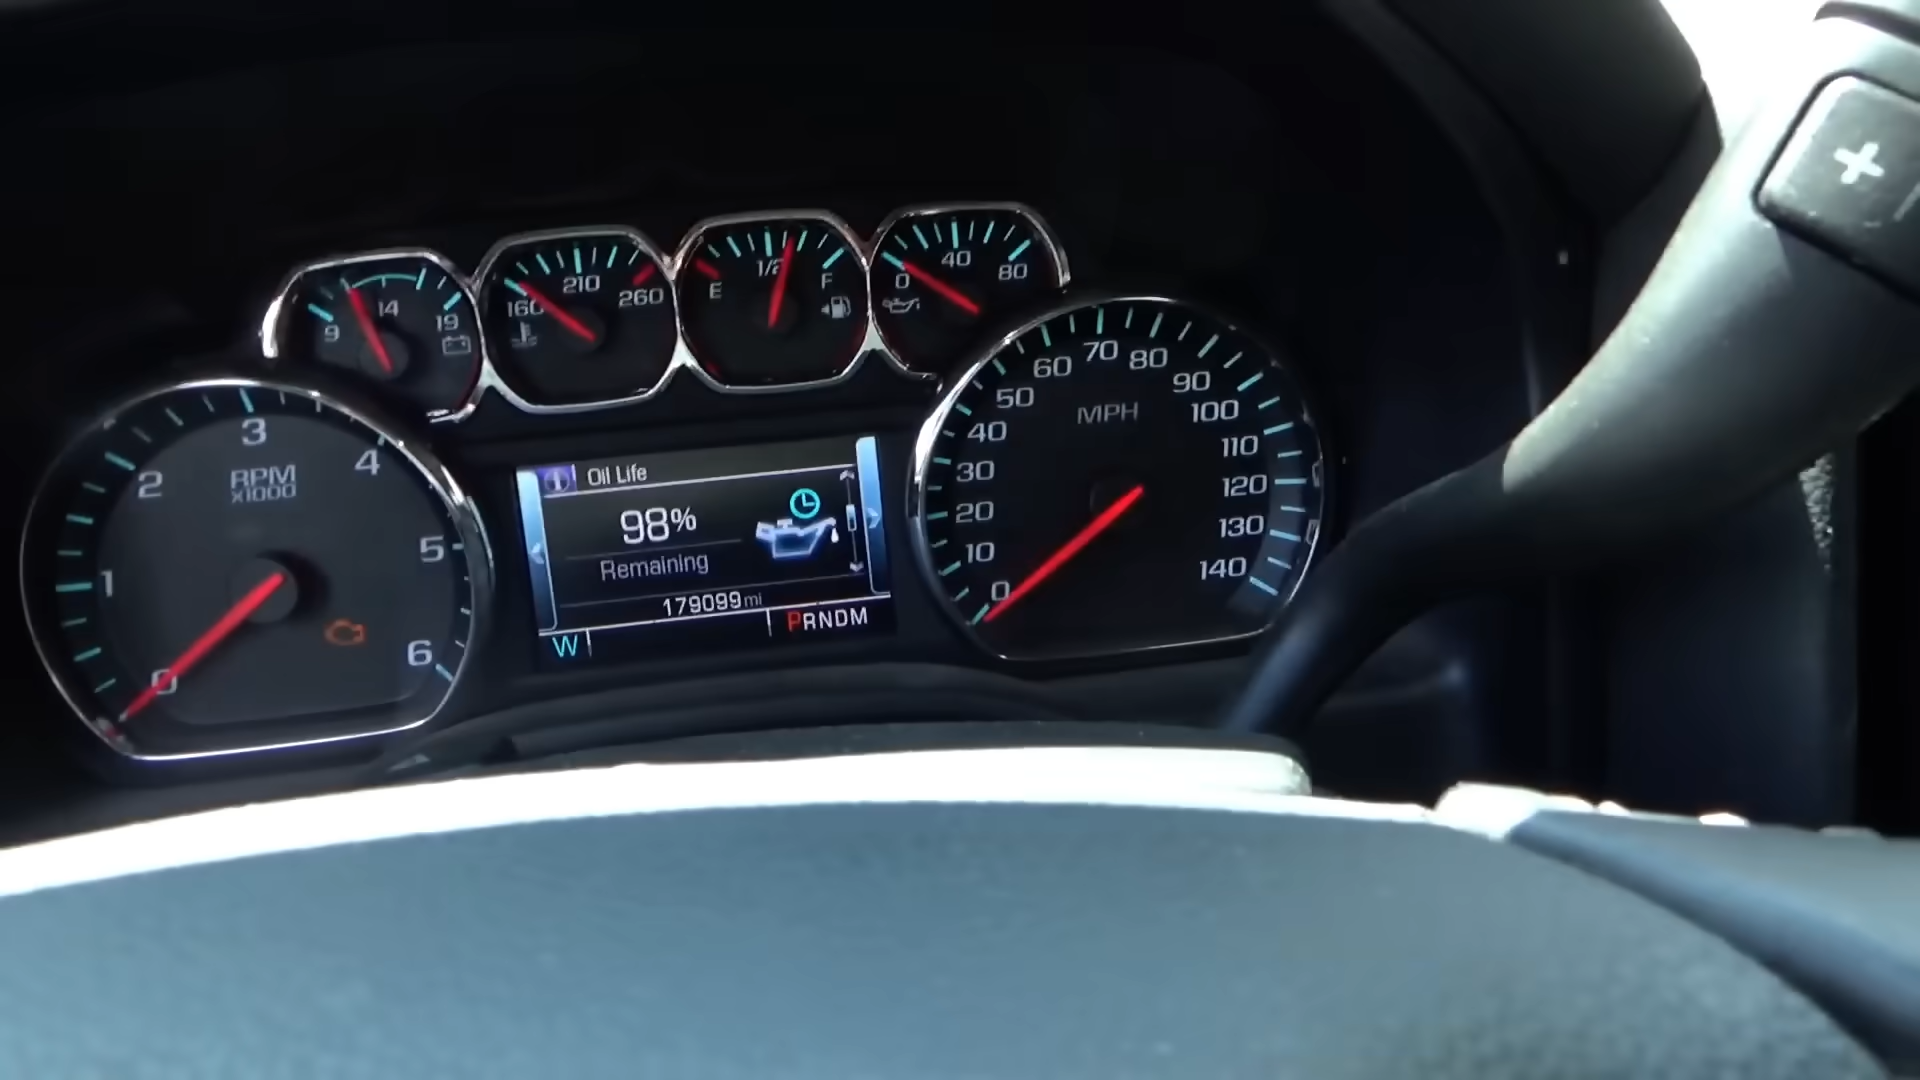 9 14 19
160 210 260
E 1/2 F
0 40 80
0 1 2 3 4 5 6
RPM
x1000
Oil Life
98%
Remaining
179099 mi
W
PRNDM
0 10 20 30 40 50 60 70 80 90 100 110 120 130 140
MPH
+